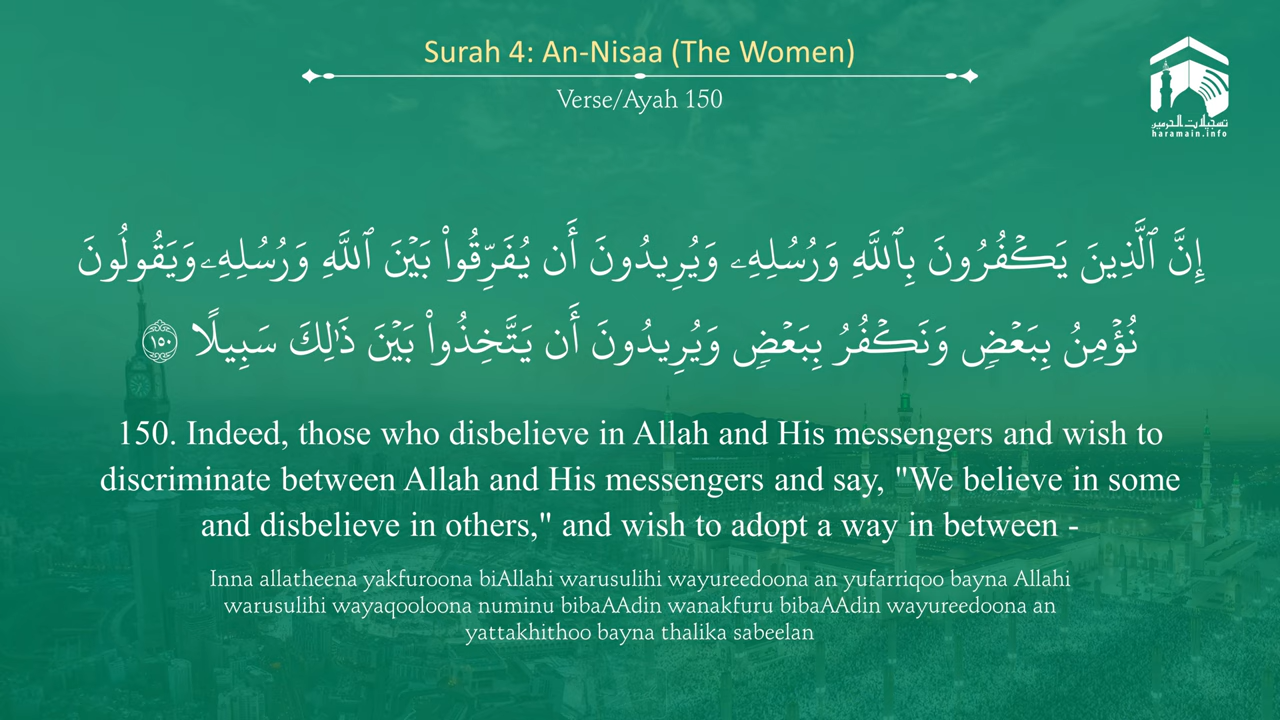 Surah 4: An-Nisaa (The Women)
Verse/Ayah 150
تسجيلات الحرمين
haramain.info
إِنَّ ٱلَّذِينَ يَكۡفُرُونَ بِٱللَّهِ وَرُسُلِهِۦ وَيُرِيدُونَ أَن يُفَرِّقُواْ بَيۡنَ ٱللَّهِ وَرُسُلِهِۦ وَيَقُولُونَ
نُؤۡمِنُ بِبَعۡضٖ وَنَكۡفُرُ بِبَعۡضٖ وَيُرِيدُونَ أَن يَتَّخِذُواْ بَيۡنَ ذَٰلِكَ سَبِيلًا ١٥٠
150. Indeed, those who disbelieve in Allah and His messengers and wish to
discriminate between Allah and His messengers and say, "We believe in some
and disbelieve in others," and wish to adopt a way in between -
Inna allatheena yakfuroona biAllahi warusulihi wayureedoona an yufarriqoo bayna Allahi
warusulihi wayaqooloona numinu bibaAAdin wanakfuru bibaAAdin wayureedoona an
yattakhithoo bayna thalika sabeelan